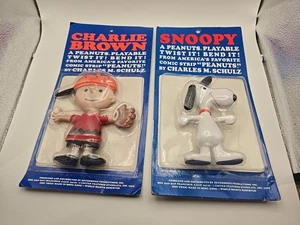 CHARLIE
BROWN
A PEANUTS PLAYABLE
TWIST IT! BEND IT!
FROM AMERICA'S FAVORITE
COMIC STRIP "PEANUTS!"
BY CHARLES M. SCHULZ
SNOOPY
A PEANUTS PLAYABLE
TWIST IT! BEND IT!
FROM AMERICA'S FAVORITE
COMIC STRIP "PEANUTS!"
BY CHARLES M. SCHULZ